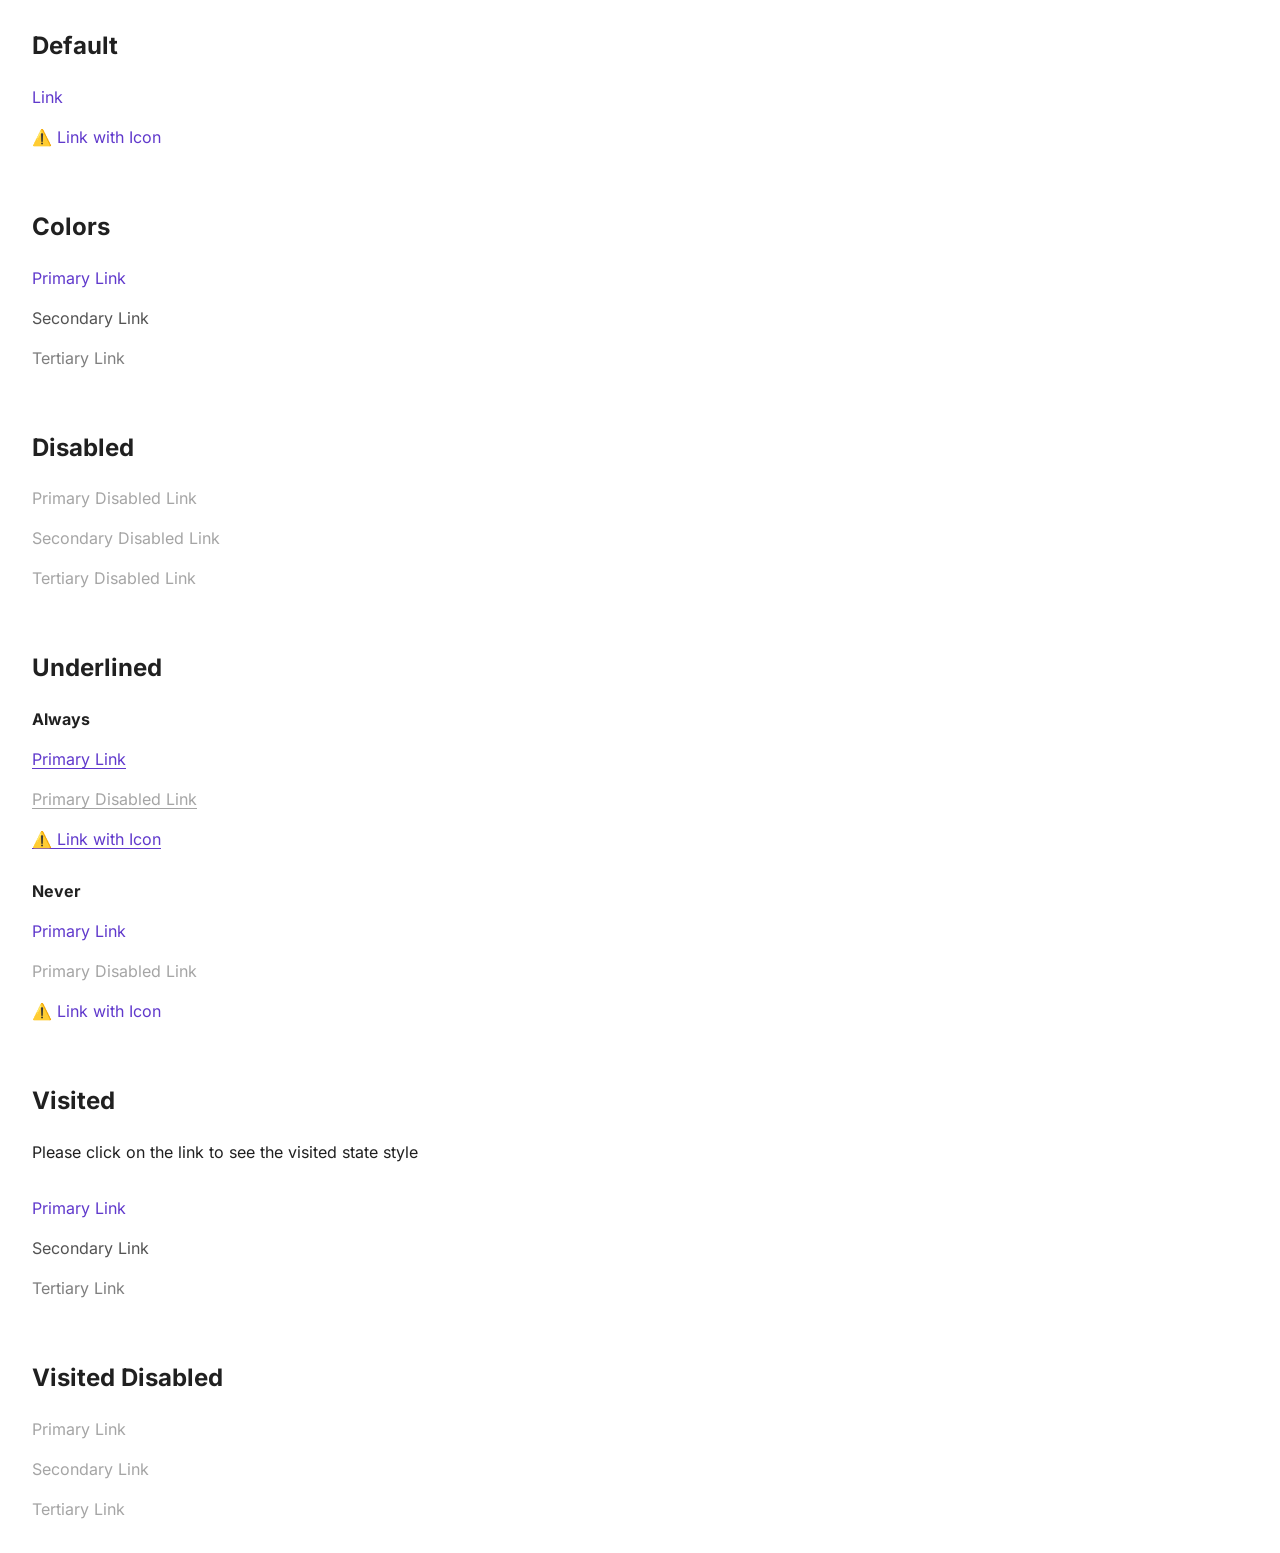 Default
Link
⚠️ Link with Icon
Colors
Primary Link
Secondary Link
Tertiary Link
Disabled
Primary Disabled Link
Secondary Disabled Link
Tertiary Disabled Link
Underlined
Always
Primary Link
Primary Disabled Link
⚠️ Link with Icon
Never
Primary Link
Primary Disabled Link
⚠️ Link with Icon
Visited
Please click on the link to see the visited state style
Primary Link
Secondary Link
Tertiary Link
Visited Disabled
Primary Link
Secondary Link
Tertiary Link